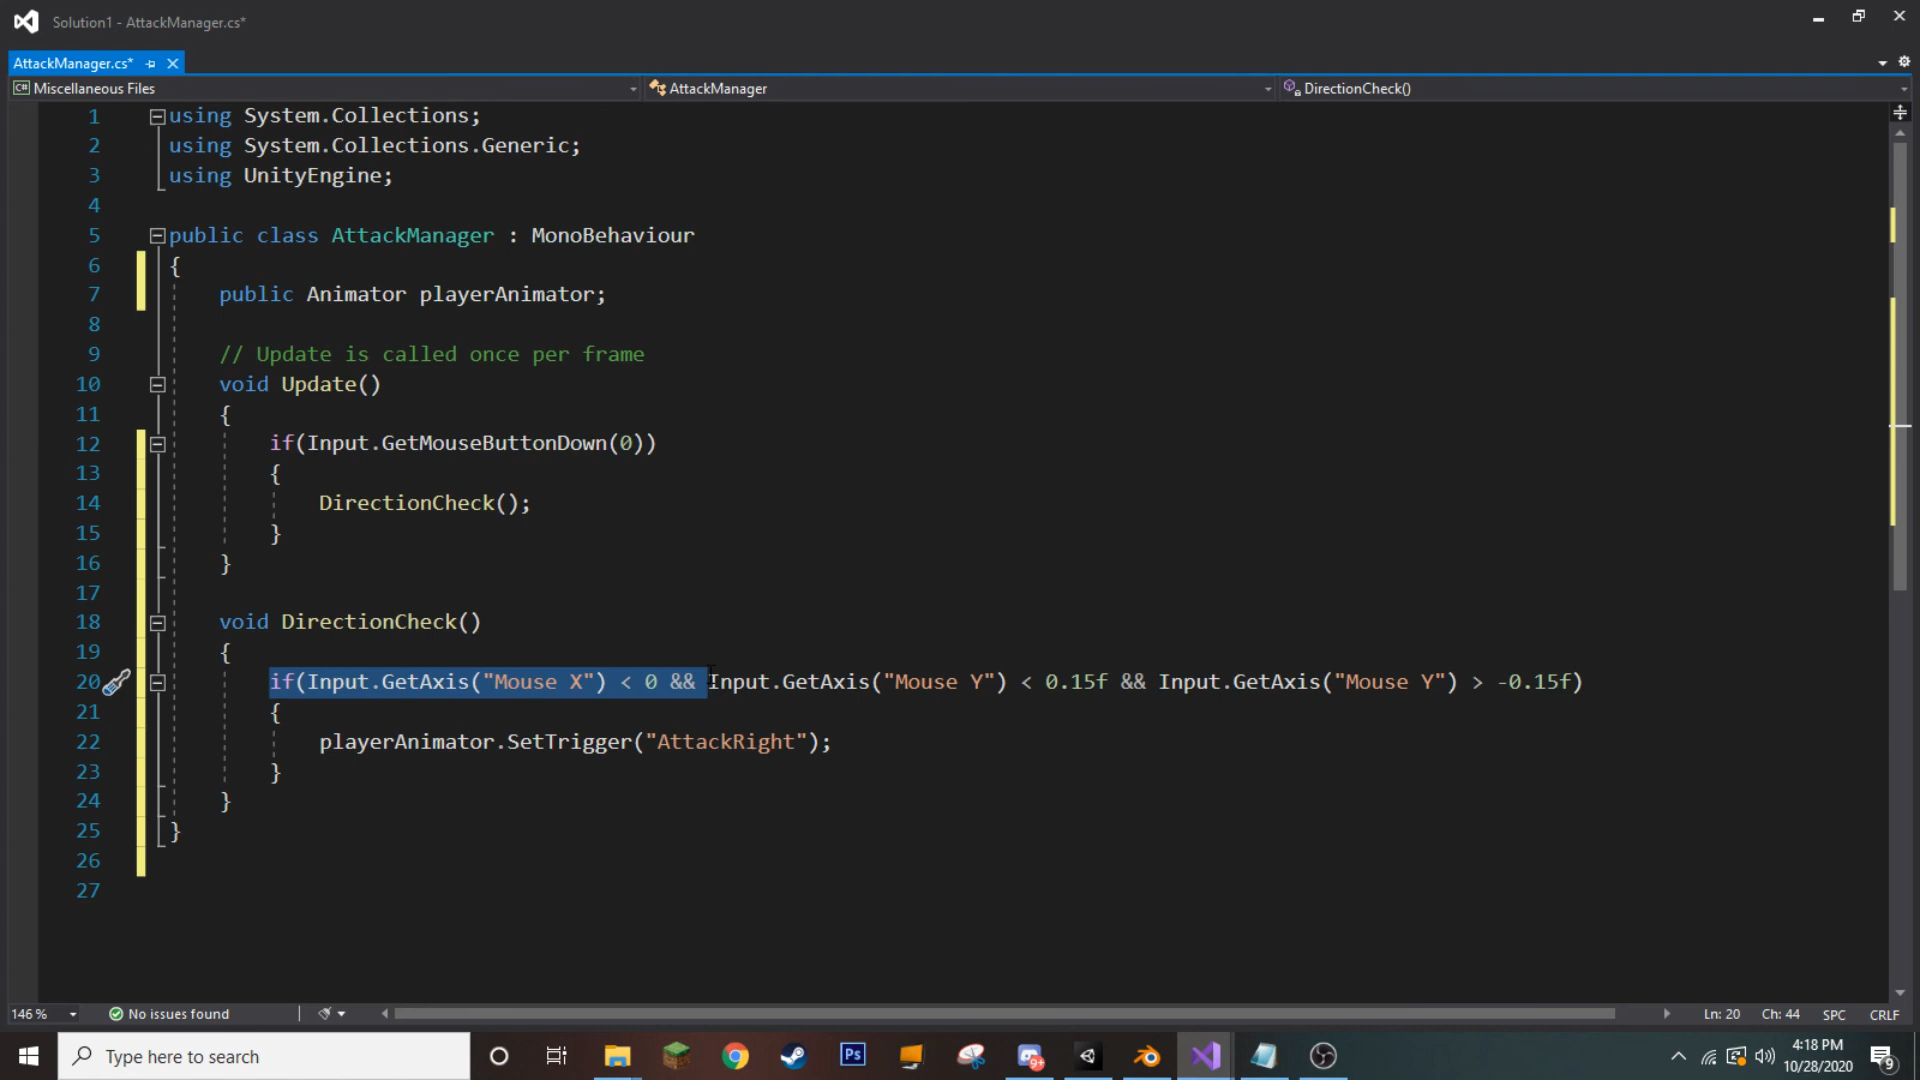 Solution1 - AttackManager.cs*
AttackManager.cs*
C# Miscellaneous Files
AttackManager
DirectionCheck()
1 using System.Collections;
2 using System.Collections.Generic;
3 using UnityEngine;
4
5 public class AttackManager : MonoBehaviour
6 {
7 public Animator playerAnimator;
8
9 // Update is called once per frame
10 void Update()
11 {
12 if(Input.GetMouseButtonDown(0))
13 {
14 DirectionCheck();
15 }
16 }
17
18 void DirectionCheck()
19 {
20 if(Input.GetAxis("Mouse X") < 0 && Input.GetAxis("Mouse Y") < 0.15f && Input.GetAxis("Mouse Y") > -0.15f)
21 {
22 playerAnimator.SetTrigger("AttackRight");
23 }
24 }
25 }
26
27
146 % No issues found Ln: 20 Ch: 44 SPC CRLF
Type here to search
Ps
9+
4:18 PM
10/28/2020
9